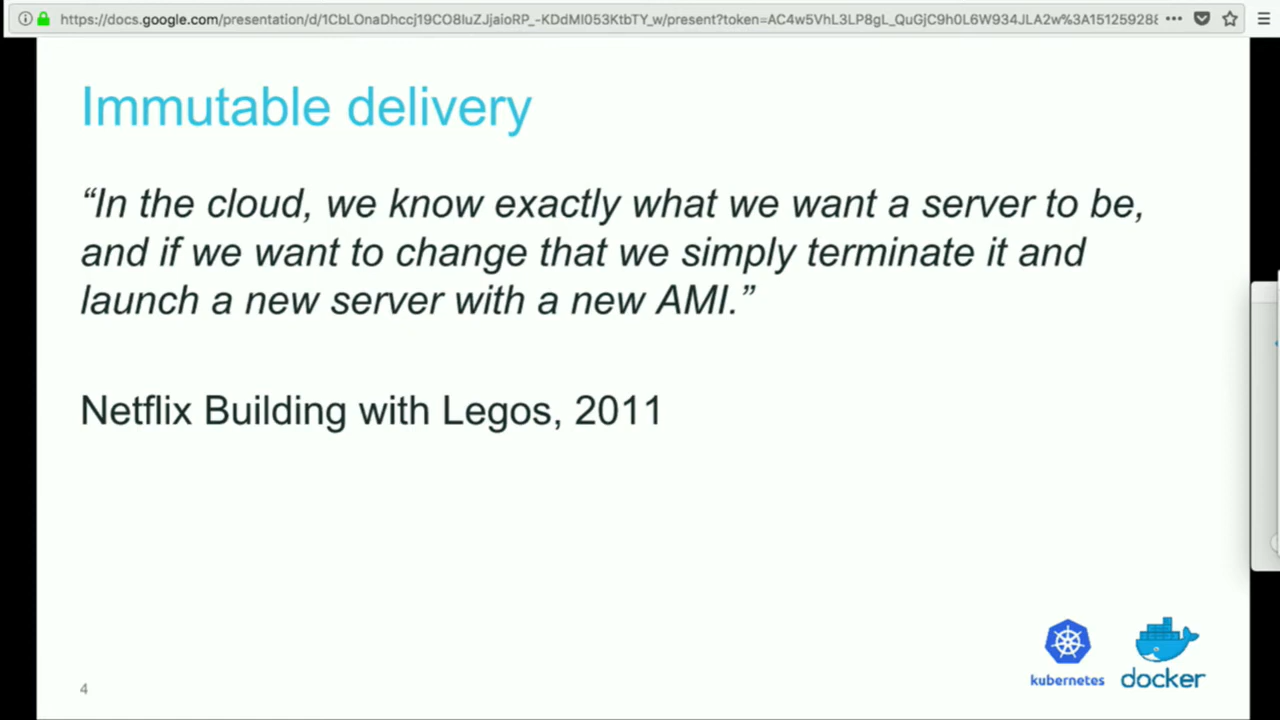 https://docs.google.com/presentation/d/1CbLOnaDhccj19CO8IuZJjaioRP_-KDdMI053KtbTY_w/present?token=AC4w5VhL3LP8gL_QuGjC9h0L6W934JLA2w%3A151259288
Immutable delivery
“In the cloud, we know exactly what we want a server to be,
and if we want to change that we simply terminate it and
launch a new server with a new AMI.”
Netflix Building with Legos, 2011
kubernetes
docker
4